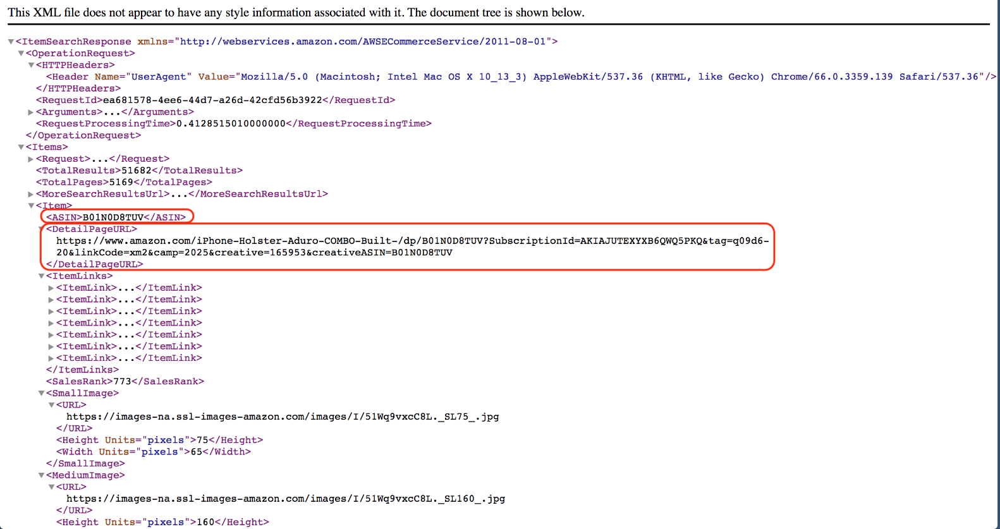 This XML file does not appear to have any style information associated with it. The document tree is shown below.
▼<ItemSearchResponse xmlns="http://webservices.amazon.com/AWSECommerceService/2011-08-01">
▼<OperationRequest>
▼<HTTPHeaders>
<Header Name="UserAgent" Value="Mozilla/5.0 (Macintosh; Intel Mac OS X 10_13_3) AppleWebKit/537.36 (KHTML, like Gecko) Chrome/66.0.3359.139 Safari/537.36"/>
</HTTPHeaders>
<RequestId>ea681578-4ee6-44d7-a26d-42cfd56b3922</RequestId>
▶<Arguments>...</Arguments>
<RequestProcessingTime>0.4128515010000000</RequestProcessingTime>
</OperationRequest>
▼<Items>
▶<Request>...</Request>
<TotalResults>51682</TotalResults>
<TotalPages>5169</TotalPages>
▶<MoreSearchResultsUrl>...</MoreSearchResultsUrl>
▼<Item>
<ASIN>B01N0D8TUV</ASIN>
▼<DetailPageURL>
https://www.amazon.com/iPhone-Holster-Aduro-COMBO-Built-/dp/B01N0D8TUV?SubscriptionId=AKIAJUTEXYXB6QWQ5PKQ&tag=q09d6-
20&linkCode=xm2&camp=2025&creative=165953&creativeASIN=B01N0D8TUV
</DetailPageURL>
▼<ItemLinks>
▶<ItemLink>...</ItemLink>
▶<ItemLink>...</ItemLink>
▶<ItemLink>...</ItemLink>
▶<ItemLink>...</ItemLink>
▶<ItemLink>...</ItemLink>
▶<ItemLink>...</ItemLink>
▶<ItemLink>...</ItemLink>
</ItemLinks>
<SalesRank>773</SalesRank>
▼<SmallImage>
▼<URL>
https://images-na.ssl-images-amazon.com/images/I/51Wq9vxcC8L._SL75_.jpg
</URL>
<Height Units="pixels">75</Height>
<Width Units="pixels">65</Width>
</SmallImage>
▼<MediumImage>
▼<URL>
https://images-na.ssl-images-amazon.com/images/I/51Wq9vxcC8L._SL160_.jpg
</URL>
<Height Units="pixels">160</Height>